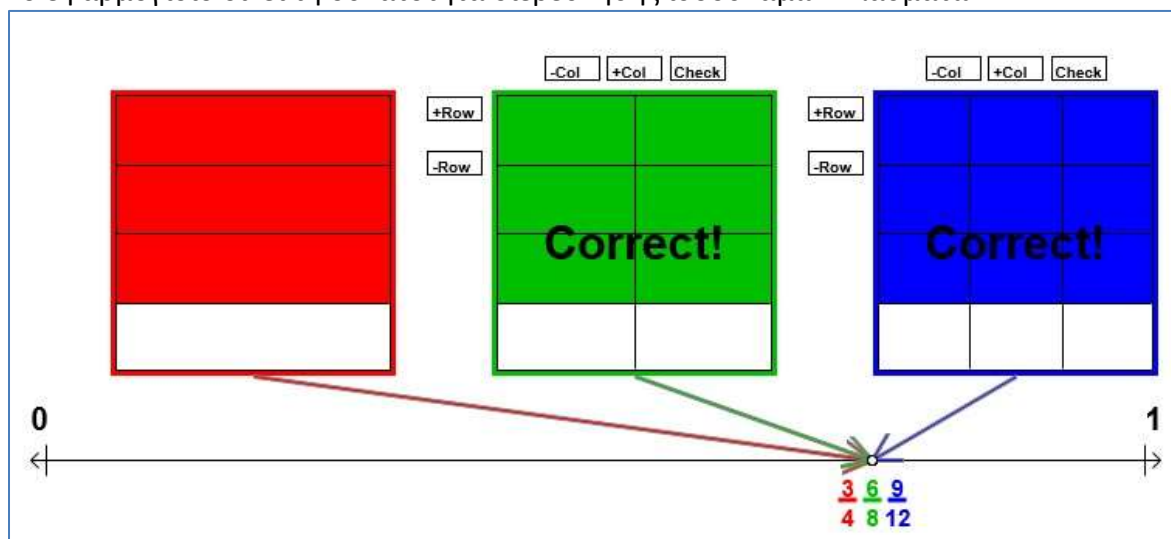 -Col +Col Check -Col +Col Check
+Row +Row
-Row -Row
Correct! Correct!
0 1
3 6 9
4 8 12